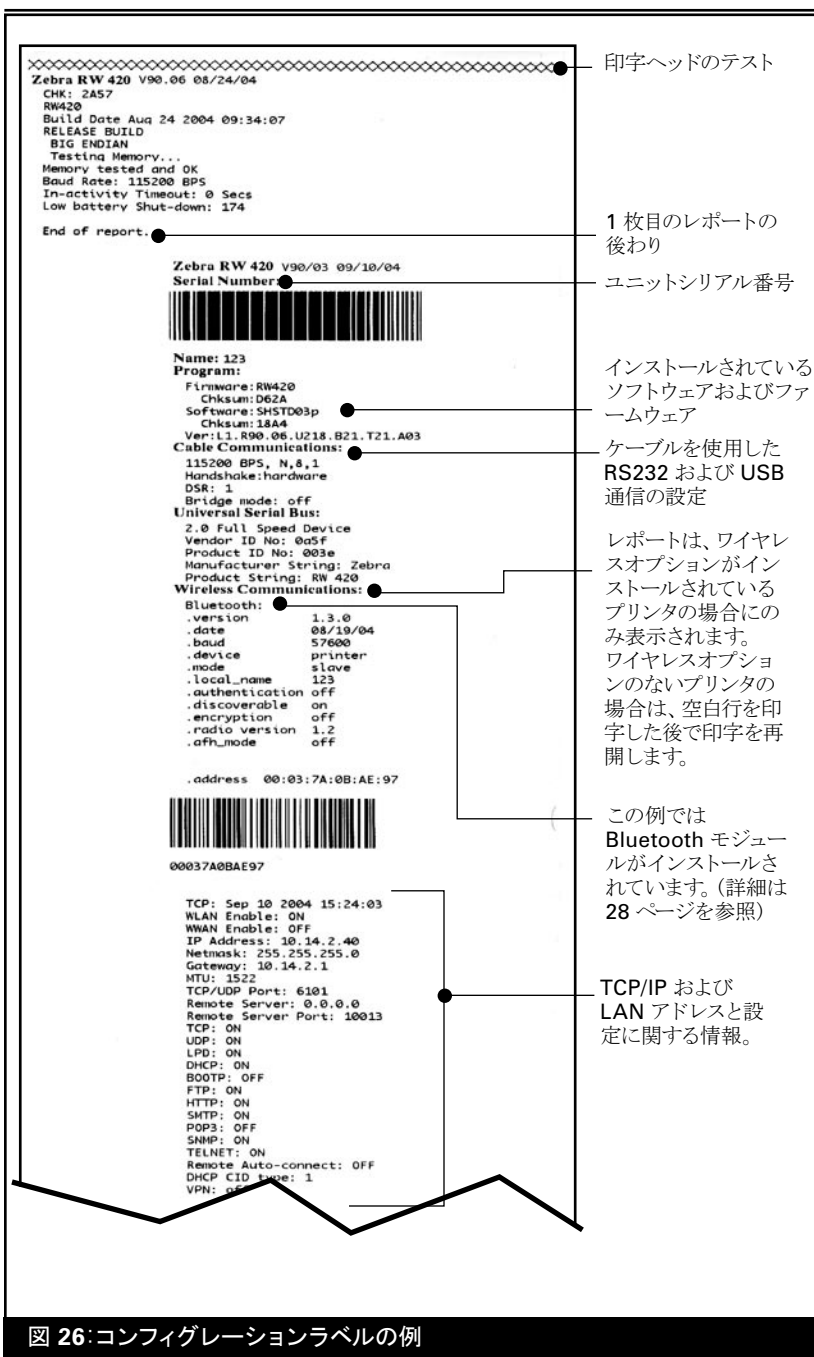 Zebra RW 420 V90.06 08/24/04
CHK: 2A57
RW420
Build Date Aug 24 2004 09:34:07
RELEASE BUILD
BIG ENDIAN
Testing Memory...
Memory tested and OK
Baud Rate: 115200 BPS
In-activity Timeout: 0 Secs
Low battery Shut-down: 174
End of report.
Zebra RW 420 V90/03 09/10/04
Serial Number:
Name: 123
Program:
Firmware:RW420
Chksum:D62A
Software:SHSTD03p
Chksum:18A4
Ver:L1.R90.06.U218.B21.T21.A03
Cable Communications:
115200 BPS, N,8,1
Handshake:hardware
DSR: 1
Bridge mode: off
Universal Serial Bus:
2.0 Full Speed Device
Vendor ID No: 0a5f
Product ID No: 003e
Manufacturer String: Zebra
Product String: RW 420
Wireless Communications:
Bluetooth:
.version 1.3.0
.date 08/19/04
.baud 57600
.device printer
.mode slave
.local_name 123
.authentication off
.discoverable on
.encryption off
.radio version 1.2
.afh_mode off
.address 00:03:7A:0B:AE:97
00037A0BAE97
TCP: Sep 10 2004 15:24:03
WLAN Enable: ON
WWAN Enable: OFF
IP Address: 10.14.2.40
Netmask: 255.255.255.0
Gateway: 10.14.2.1
MTU: 1522
TCP/UDP Port: 6101
Remote Server: 0.0.0.0
Remote Server Port: 10013
TCP: ON
UDP: ON
LPD: ON
DHCP: ON
BOOTP: OFF
FTP: ON
HTTP: ON
SMTP: ON
POP3: OFF
SNMP: ON
TELNET: ON
Remote Auto-connect: OFF
DHCP CID type: 1
VPN: off
印字ヘッドのテスト
1 枚目のレポートの
後わり
ユニットシリアル番号
インストールされている
ソフトウェアおよびファ
ームウェア
ケーブルを使用した
RS232 および USB
通信の設定
レポートは、ワイヤレ
スオプションがイン
ストールされている
プリンタの場合にの
み表示されます。
ワイヤレスオプショ
ンのないプリンタの
場合は、空白行を印
字した後で印字を再
開します。
この例では
Bluetooth モジュー
ルがインストールさ
れています。（詳細は
28 ページを参照）
TCP/IP および
LAN アドレスと設
定に関する情報。
図 26:コンフィグレーションラベルの例